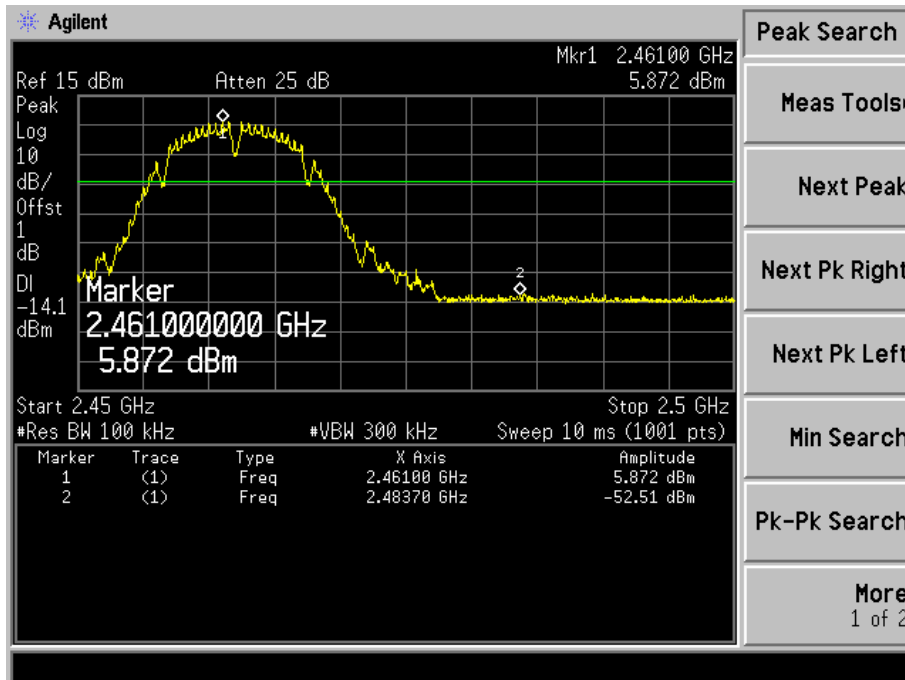 Agilent
Peak Search
Mkr1 2.46100 GHz
Ref 15 dBm Atten 25 dB 5.872 dBm
Peak
Log
10
dB/
Offst
1
dB
DI
-14.1
dBm
1
2
Marker
2.461000000 GHz
5.872 dBm
Start 2.45 GHz Stop 2.5 GHz
#Res BW 100 kHz #VBW 300 kHz Sweep 10 ms (1001 pts)
Marker Trace Type X Axis Amplitude
1 (1) Freq 2.46100 GHz 5.872 dBm
2 (1) Freq 2.48370 GHz -52.51 dBm
Meas Tools
Next Peak
Next Pk Right
Next Pk Left
Min Search
Pk-Pk Search
More
1 of 2